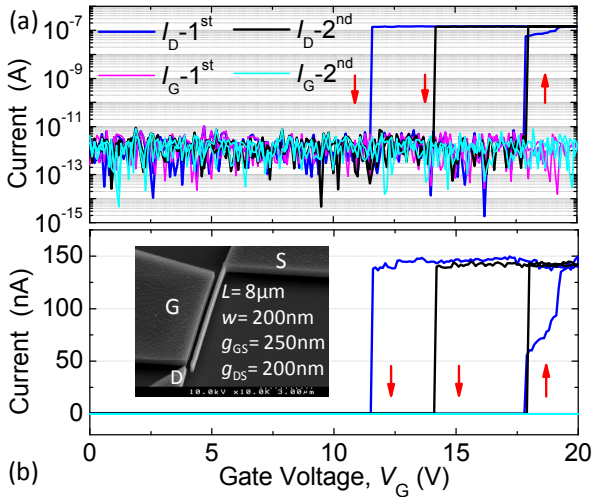 (a)
10⁻⁷
10⁻⁹
10⁻¹¹
10⁻¹³
10⁻¹⁵
Current (A)
I_D-1ˢᵗ I_D-2ⁿᵈ
I_G-1ˢᵗ I_G-2ⁿᵈ
150
100
50
0
Current (nA)
S
G
D
L= 8µm
w= 200nm
g_GS= 250nm
g_DS= 200nm
10.0kV X10.0K 3.00µm
0 5 10 15 20
(b)
Gate Voltage, V_G (V)